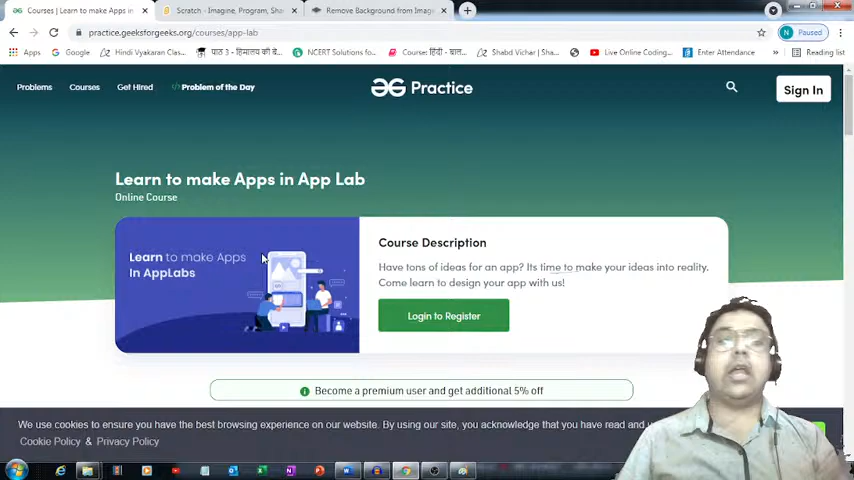 Courses | Learn to make Apps in
Scratch - Imagine, Program, Sha
Remove Background from Imag
practice.geeksforgeeks.org/courses/app-lab
Paused
Apps
Google
Hindi Vyakaran Clas...
पाठ 3 - हिमालय की बे...
NCERT Solutions fo...
Course: हिंदी - बाल...
Shabd Vichar | Sha...
Live Online Coding...
Enter Attendance
Reading list
Problems
Courses
Get Hired
Problem of the Day
Practice
Sign In
Learn to make Apps in App Lab
Online Course
Learn to make Apps
In AppLabs
Course Description
Have tons of ideas for an app? Its time to make your ideas into reality.
Come learn to design your app with us!
Login to Register
Become a premium user and get additional 5% off
We use cookies to ensure you have the best browsing experience on our website. By using our site, you acknowledge that you have read and
Cookie Policy & Privacy Policy